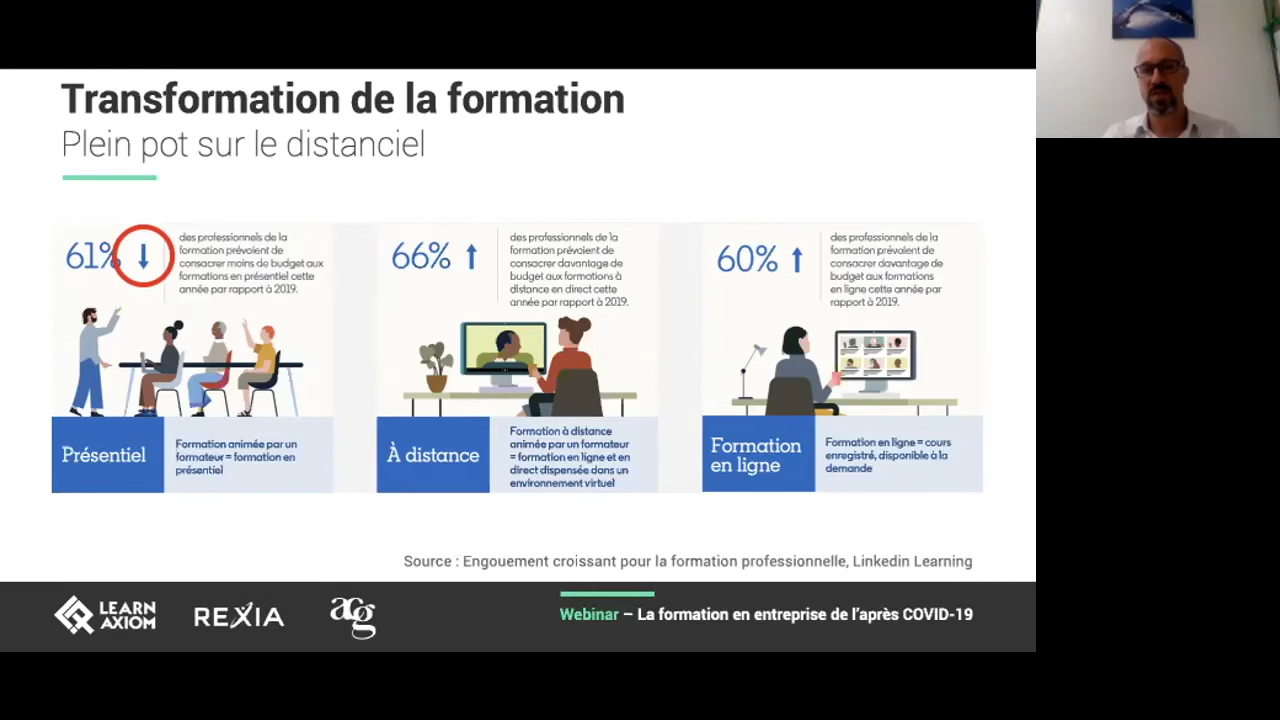 Transformation de la formation
Plein pot sur le distanciel
61%
des professionnels de la
formation prévoient de
consacrer moins de budget aux
formations en présentiel cette
année par rapport à 2019.
Présentiel
Formation animée par un
formateur = formation en
présentiel
66%
des professionnels de la
formation prévoient de
consacrer davantage de
budget aux formations à
distance en direct cette
année par rapport à 2019.
À distance
Formation à distance
animée par un formateur
= formation en ligne et en
direct dispensée dans un
environnement virtuel
60%
des professionnels de la
formation prévoient de
consacrer davantage de
budget aux formations
en ligne cette année par
rapport à 2019.
Formation
en ligne
Formation en ligne = cours
enregistré, disponible à la
demande
Source : Engouement croissant pour la formation professionnelle, Linkedin Learning
LEARN
AXIOM
REXIA
acg
Webinar – La formation en entreprise de l'après COVID-19